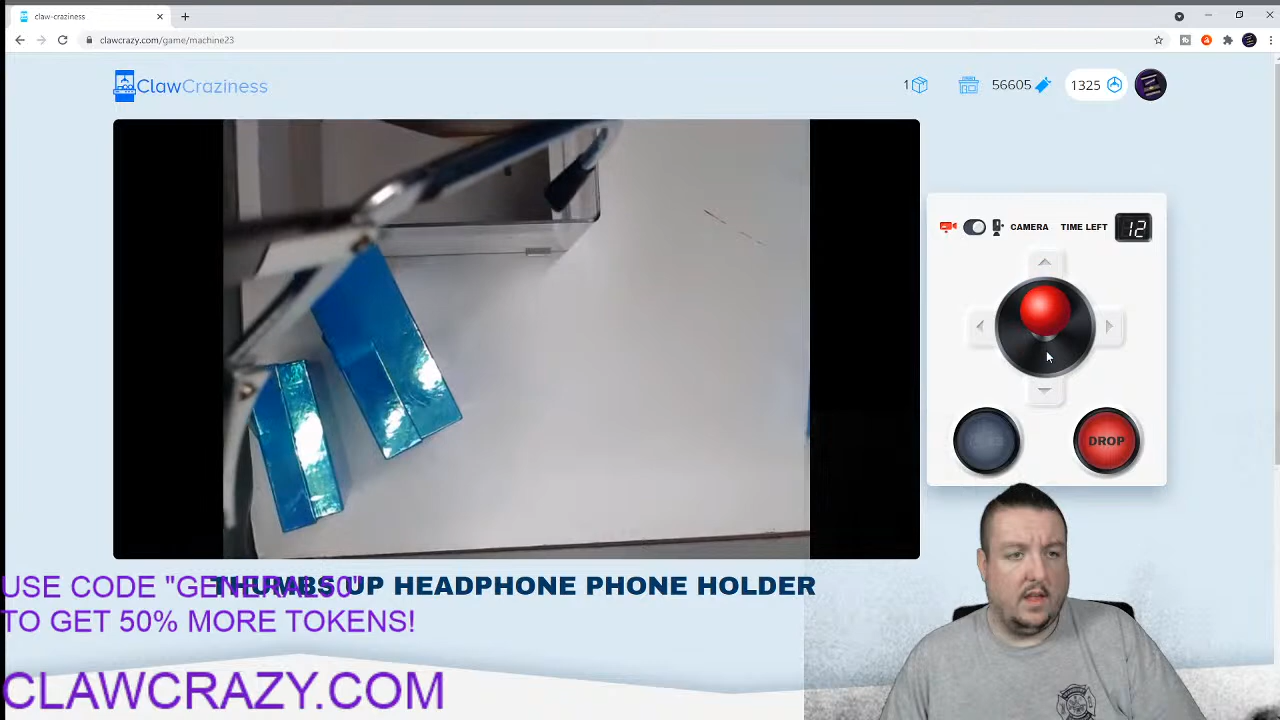 claw-craziness
clawcrazy.com/game/machine23
ClawCraziness
1
56605
1325
CAMERA
TIME LEFT
12
DROP
THUMBS UP HEADPHONE PHONE HOLDER
USE CODE "GENERAL50"
TO GET 50% MORE TOKENS!
CLAWCRAZY.COM